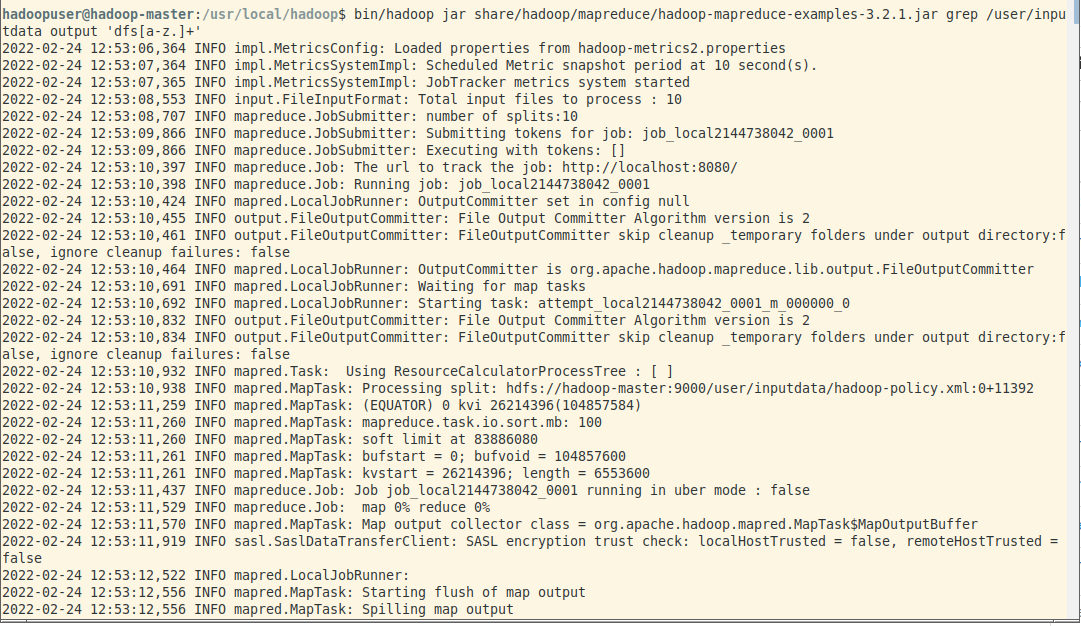 hadoopuser@hadoop-master:/usr/local/hadoop$ bin/hadoop jar share/hadoop/mapreduce/hadoop-mapreduce-examples-3.2.1.jar grep /user/inpu
tdata output 'dfs[a-z.]+'
2022-02-24 12:53:06,364 INFO impl.MetricsConfig: Loaded properties from hadoop-metrics2.properties
2022-02-24 12:53:07,364 INFO impl.MetricsSystemImpl: Scheduled Metric snapshot period at 10 second(s).
2022-02-24 12:53:07,365 INFO impl.MetricsSystemImpl: JobTracker metrics system started
2022-02-24 12:53:08,553 INFO input.FileInputFormat: Total input files to process : 10
2022-02-24 12:53:08,707 INFO mapreduce.JobSubmitter: number of splits:10
2022-02-24 12:53:09,866 INFO mapreduce.JobSubmitter: Submitting tokens for job: job_local2144738042_0001
2022-02-24 12:53:09,866 INFO mapreduce.JobSubmitter: Executing with tokens: []
2022-02-24 12:53:10,397 INFO mapreduce.Job: The url to track the job: http://localhost:8080/
2022-02-24 12:53:10,398 INFO mapreduce.Job: Running job: job_local2144738042_0001
2022-02-24 12:53:10,424 INFO mapred.LocalJobRunner: OutputCommitter set in config null
2022-02-24 12:53:10,455 INFO output.FileOutputCommitter: File Output Committer Algorithm version is 2
2022-02-24 12:53:10,461 INFO output.FileOutputCommitter: FileOutputCommitter skip cleanup _temporary folders under output directory:f
alse, ignore cleanup failures: false
2022-02-24 12:53:10,464 INFO mapred.LocalJobRunner: OutputCommitter is org.apache.hadoop.mapreduce.lib.output.FileOutputCommitter
2022-02-24 12:53:10,691 INFO mapred.LocalJobRunner: Waiting for map tasks
2022-02-24 12:53:10,692 INFO mapred.LocalJobRunner: Starting task: attempt_local2144738042_0001_m_000000_0
2022-02-24 12:53:10,832 INFO output.FileOutputCommitter: File Output Committer Algorithm version is 2
2022-02-24 12:53:10,834 INFO output.FileOutputCommitter: FileOutputCommitter skip cleanup _temporary folders under output directory:f
alse, ignore cleanup failures: false
2022-02-24 12:53:10,932 INFO mapred.Task:  Using ResourceCalculatorProcessTree : [ ]
2022-02-24 12:53:10,938 INFO mapred.MapTask: Processing split: hdfs://hadoop-master:9000/user/inputdata/hadoop-policy.xml:0+11392
2022-02-24 12:53:11,259 INFO mapred.MapTask: (EQUATOR) 0 kvi 26214396(104857584)
2022-02-24 12:53:11,260 INFO mapred.MapTask: mapreduce.task.io.sort.mb: 100
2022-02-24 12:53:11,260 INFO mapred.MapTask: soft limit at 83886080
2022-02-24 12:53:11,261 INFO mapred.MapTask: bufstart = 0; bufvoid = 104857600
2022-02-24 12:53:11,261 INFO mapred.MapTask: kvstart = 26214396; length = 6553600
2022-02-24 12:53:11,437 INFO mapreduce.Job: Job job_local2144738042_0001 running in uber mode : false
2022-02-24 12:53:11,529 INFO mapreduce.Job:  map 0% reduce 0%
2022-02-24 12:53:11,570 INFO mapred.MapTask: Map output collector class = org.apache.hadoop.mapred.MapTask$MapOutputBuffer
2022-02-24 12:53:11,919 INFO sasl.SaslDataTransferClient: SASL encryption trust check: localHostTrusted = false, remoteHostTrusted =
false
2022-02-24 12:53:12,522 INFO mapred.LocalJobRunner:
2022-02-24 12:53:12,556 INFO mapred.MapTask: Starting flush of map output
2022-02-24 12:53:12,556 INFO mapred.MapTask: Spilling map output